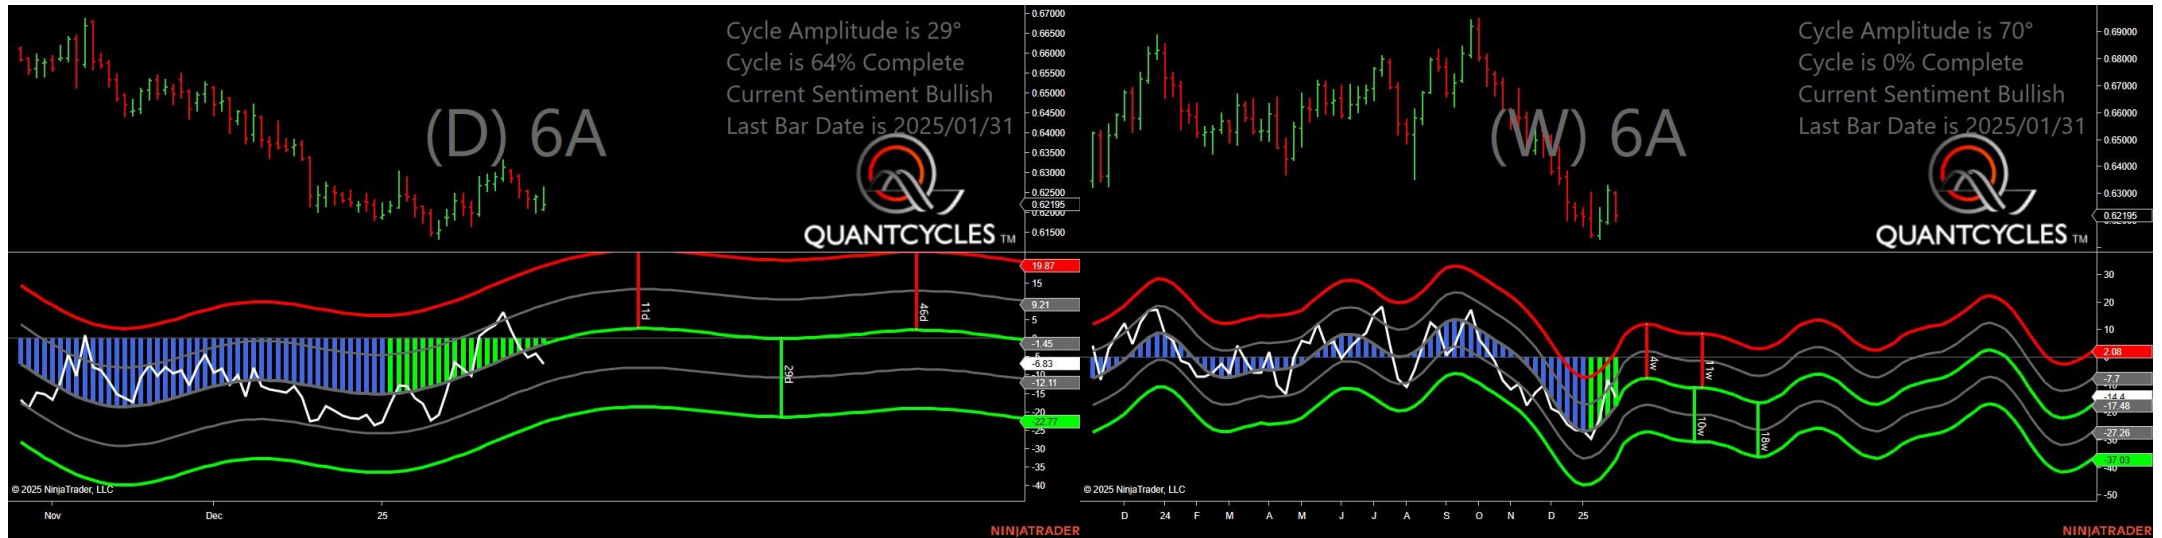 Cycle Amplitude is 29°
Cycle is 64% Complete
Current Sentiment Bullish
Last Bar Date is 2025/01/31
(D) 6A
QUANTCYCLES TM
0.67000
0.66500
0.66000
0.65500
0.65000
0.64500
0.64000
0.63500
0.63000
0.62500
0.62195
0.62000
0.61500
19.87
15
9.21
5
-1.45
-6.83
-10
-12.11
-15
-20
-22.77
-25
-30
-35
-40
11d
46d
29d
© 2025 NinjaTrader, LLC
Nov Dec 25
NINJATRADER
Cycle Amplitude is 70°
Cycle is 0% Complete
Current Sentiment Bullish
Last Bar Date is 2025/01/31
(W) 6A
QUANTCYCLES TM
0.69000
0.68000
0.67000
0.66000
0.65000
0.64000
0.63000
0.62195
30
20
10
2.08
-7.7
-14.4
-17.48
-27.26
-37.03
-40
-50
4w
11w
10w
18w
© 2025 NinjaTrader, LLC
D 24 F M A M J J A S O N D 25
NINJATRADER